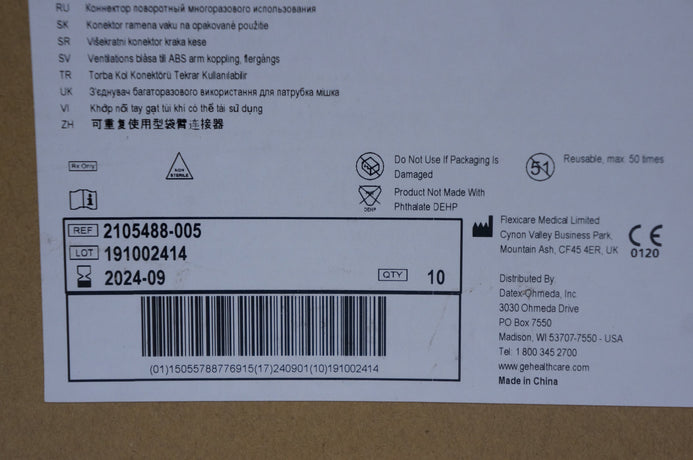 RU Коннектор поворотный многоразового использования
SK Konektor ramena vaku na opakované použitie
SR Višekratni konektor kraka kese
SV Ventilations blåsa till ABS arm koppling, flergångs
TR Torba Kol Konektörü Tekrar Kullanılabilir
UK З'єднувач багаторазового використання для патрубка мішка
VI Khớp nối tay gạt túi khí có thể tái sử dụng
ZH 可重复使用型袋臂连接器
Rx Only
NON STERILE
Do Not Use If Packaging Is
Damaged
51
Reusable, max. 50 times
DEHP
Product Not Made With
Phthalate DEHP
REF 2105488-005
LOT 191002414
2024-09
QTY 10
(01)15055788776915(17)240901(10)191002414
Flexicare Medical Limited
Cynon Valley Business Park,
Mountain Ash, CF45 4ER, UK
CE
0120
Distributed By.
Datex-Ohmeda, Inc.
3030 Ohmeda Drive
PO Box 7550
Madison, WI 53707-7550 - USA
Tel: 1 800 345 2700
www.gehealthcare.com
Made in China